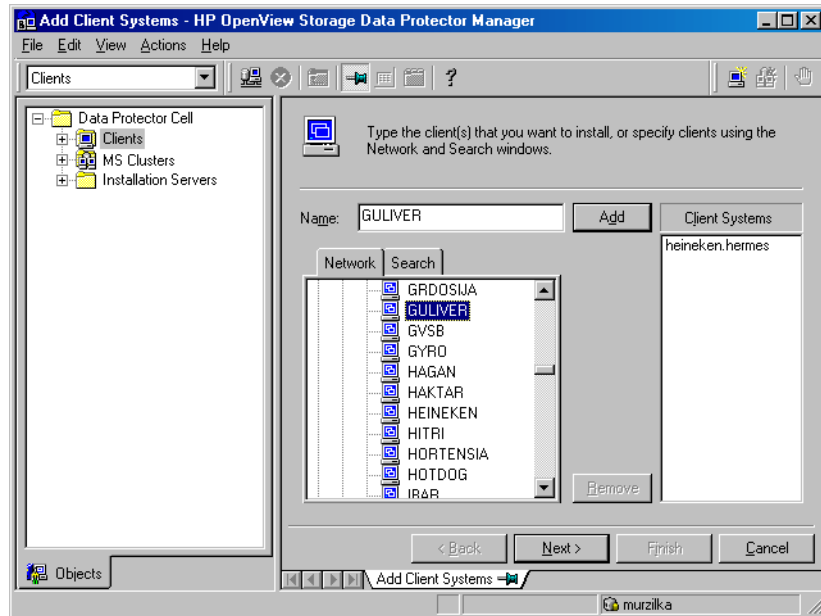 Add Client Systems - HP OpenView Storage Data Protector Manager
File Edit View Actions Help
Clients
Data Protector Cell
Clients
MS Clusters
Installation Servers
Type the client(s) that you want to install, or specify clients using the
Network and Search windows.
Name: GULIVER Add Client Systems
heineken.hermes
Network Search
GRDOSIJA
GULIVER
GVSB
GYRO
HAGAN
HAKTAR
HEINEKEN
HITRI
HORTENSIA
HOTDOG
Remove
< Back Next > Finish Cancel
Objects
Add Client Systems
murzilka